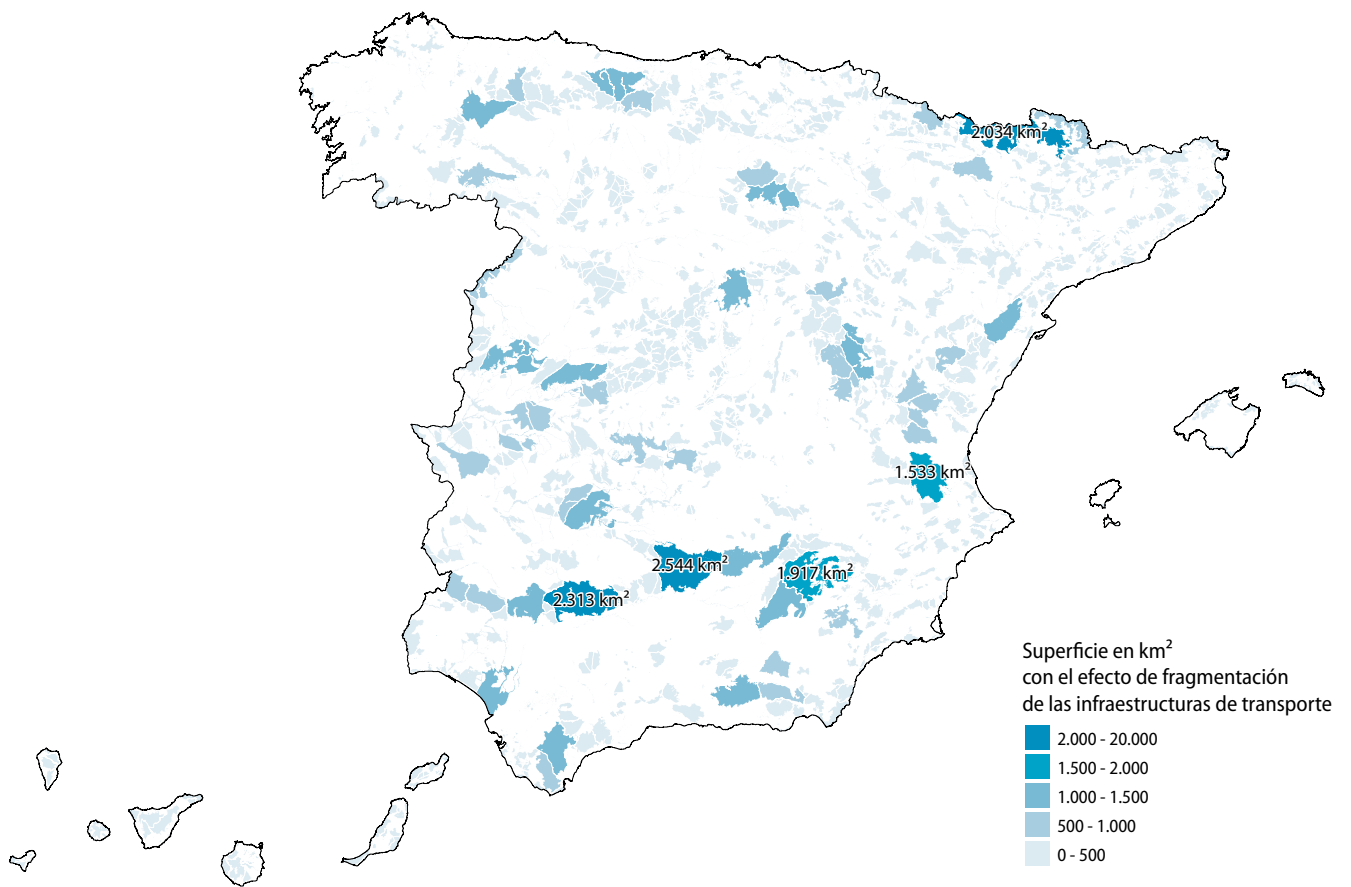 2.034 km²
1.533 km²
2.544 km²
1.917 km²
2.313 km²
Superficie en km²
con el efecto de fragmentación
de las infraestructuras de transporte
2.000 - 20.000
1.500 - 2.000
1.000 - 1.500
500 - 1.000
0 - 500